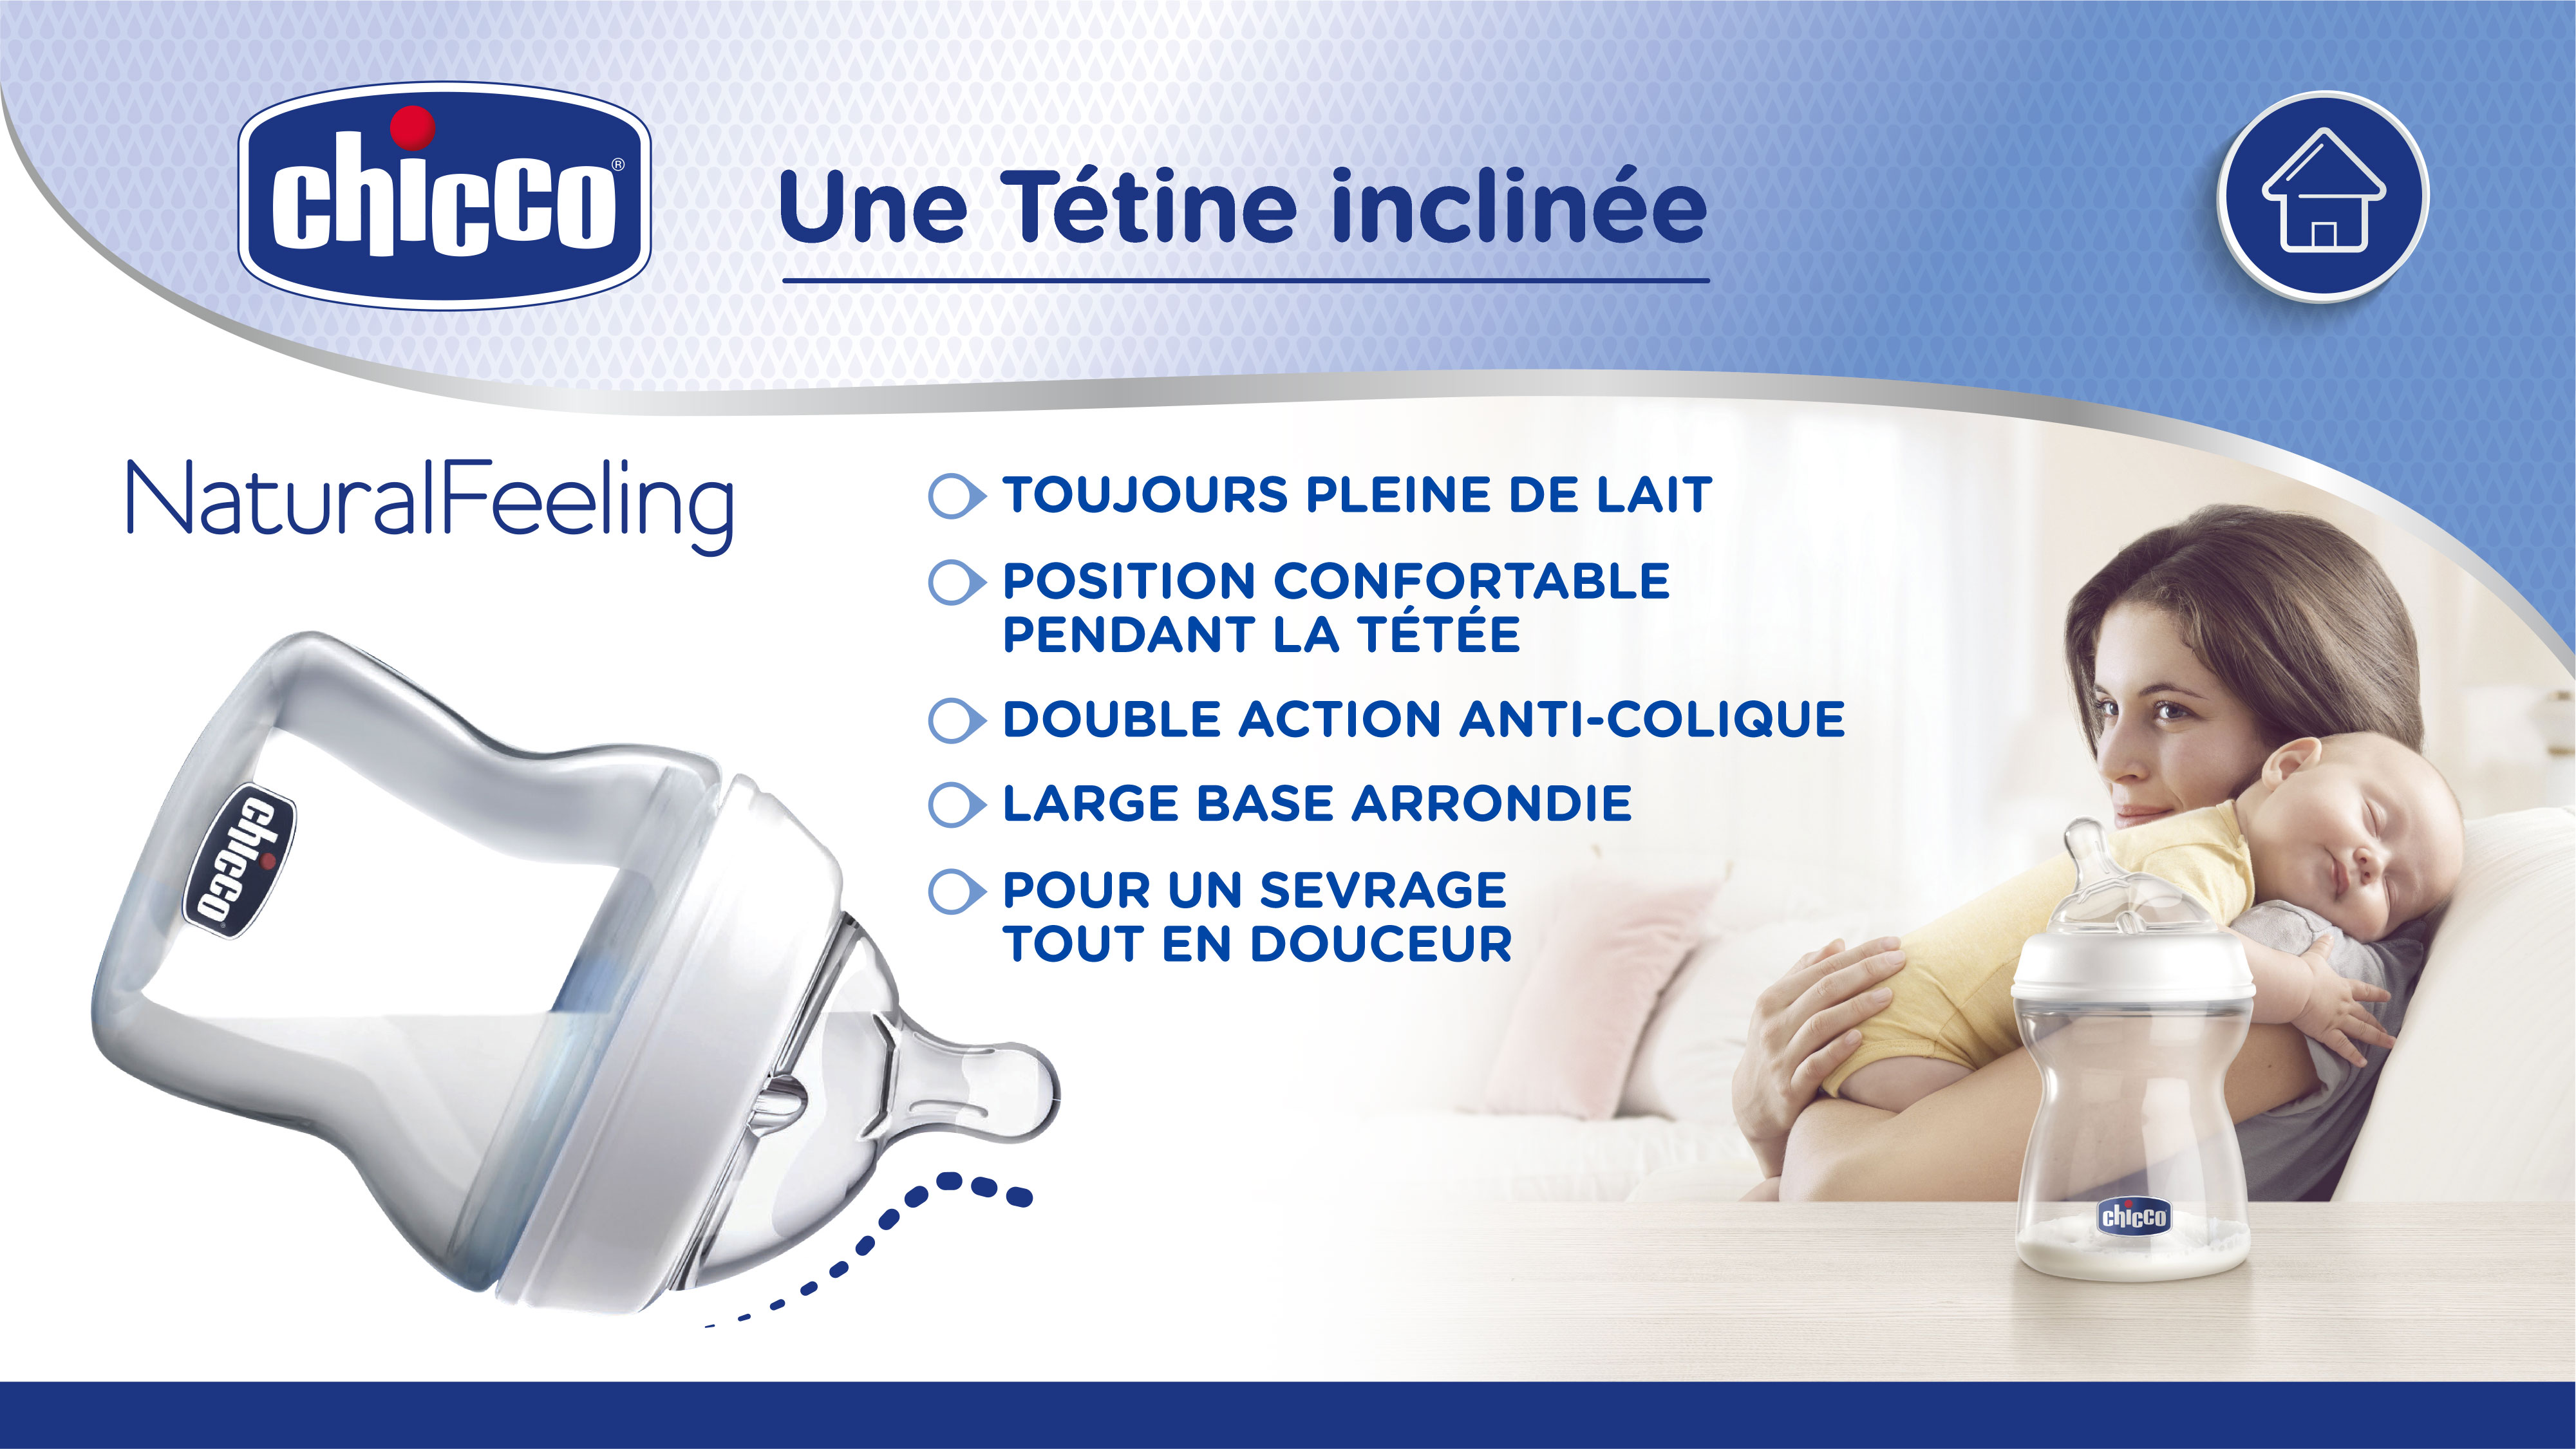 chicco®
Une Tétine inclinée
NaturalFeeling
TOUJOURS PLEINE DE LAIT
POSITION CONFORTABLE
PENDANT LA TÉTÉE
DOUBLE ACTION ANTI-COLIQUE
LARGE BASE ARRONDIE
POUR UN SEVRAGE
TOUT EN DOUCEUR
chicco
chicco